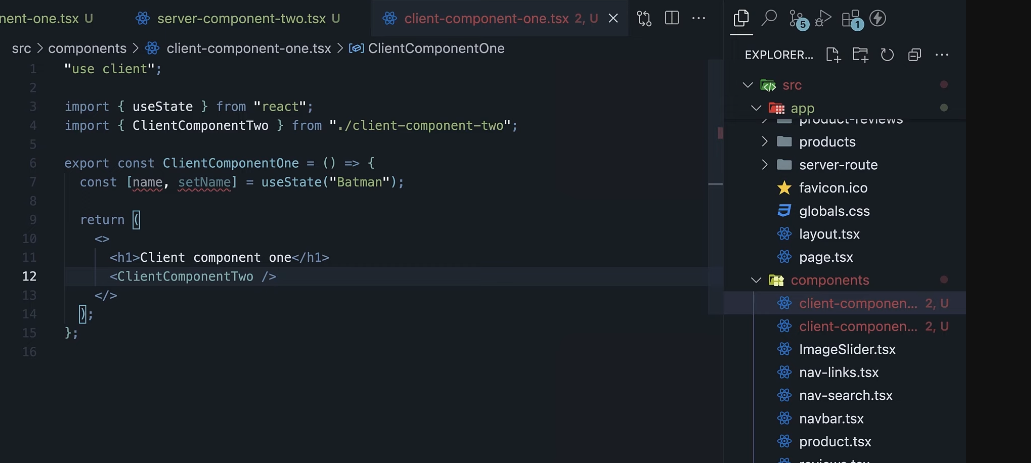 nent-one.tsx U
server-component-two.tsx U
client-component-one.tsx 2, U
src > components > client-component-one.tsx > ClientComponentOne
1 "use client";
2
3 import { useState } from "react";
4 import { ClientComponentTwo } from "./client-component-two";
5
6 export const ClientComponentOne = () => {
7 const [name, setName] = useState("Batman");
8
9 return (
10 <>
11 <h1>Client component one</h1>
12 <ClientComponentTwo />
13 </>
14 );
15 };
16
5
1
EXPLORER...
src
app
product-reviews
products
server-route
favicon.ico
globals.css
layout.tsx
page.tsx
components
client-componen... 2, U
client-componen... 2, U
ImageSlider.tsx
nav-links.tsx
nav-search.tsx
navbar.tsx
product.tsx